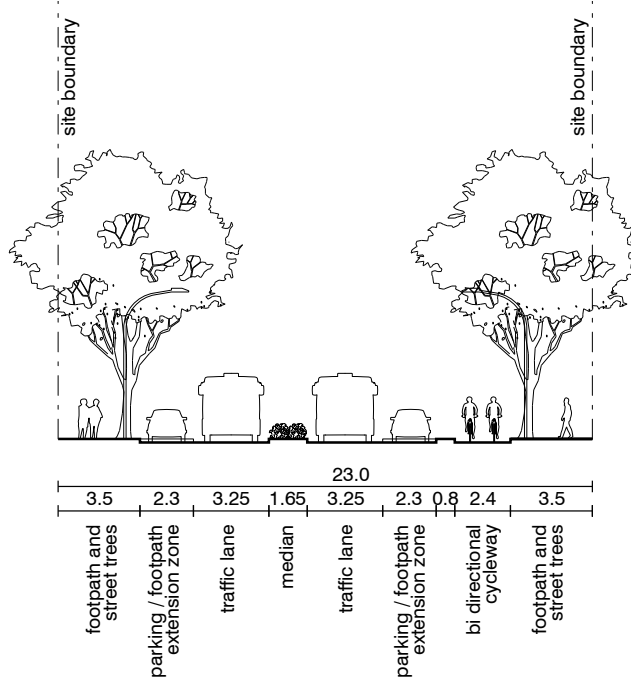 site boundary
site boundary
23.0
3.5
2.3
3.25
1.65
3.25
2.3
0.8
2.4
3.5
footpath and
street trees
parking / footpath
extension zone
traffic lane
median
traffic lane
parking / footpath
extension zone
bi directional
cycleway
footpath and
street trees